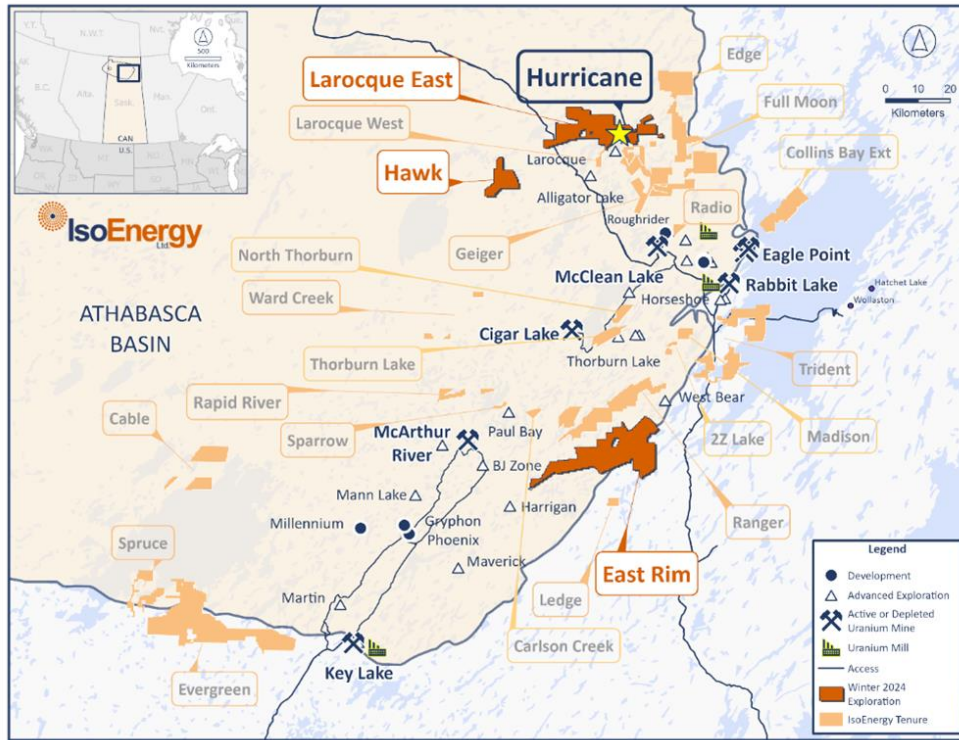 Y.T.
N.W.T.
Nut.
B.C.
Alta.
Sask.
Man.
Ont.
CAN
U.S.
500
Kilometers
IsoEnergy
Ltd.
ATHABASCA
BASIN
Larocque East
Hurricane
Edge
0 10 20
Kilometers
Larocque West
Full Moon
Larocque
Collins Bay Ext
Hawk
Alligator Lake
Roughrider
Radio
Geiger
North Thorburn
McClean Lake
Eagle Point
Ward Creek
Horseshoe
Rabbit Lake
Hatchet Lake
Wollaston
Cigar Lake
Thorburn Lake
Thorburn Lake
Trident
Rapid River
West Bear
Cable
Sparrow
Paul Bay
2Z Lake
Madison
McArthur
River
BJ Zone
Mann Lake
Harrigan
Ranger
Millennium
Gryphon
Phoenix
Spruce
Maverick
East Rim
Ledge
Martin
Carlson Creek
Evergreen
Key Lake
Legend
Development
Advanced Exploration
Active or Depleted
Uranium Mine
Uranium Mill
Access
Winter 2024
Exploration
IsoEnergy Tenure